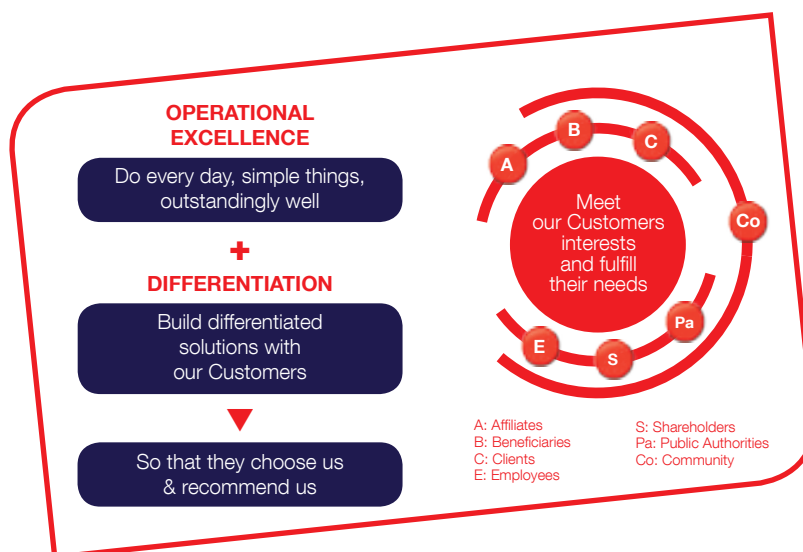 OPERATIONAL
EXCELLENCE
Do every day, simple things,
outstandingly well
+
DIFFERENTIATION
Build differentiated
solutions with
our Customers
So that they choose us
& recommend us
A
B
C
Co
Meet
our Customers
interests
and fulfill
their needs
E
S
Pa
A: Affiliates
B: Beneficiaries
C: Clients
E: Employees
S: Shareholders
Pa: Public Authorities
Co: Community